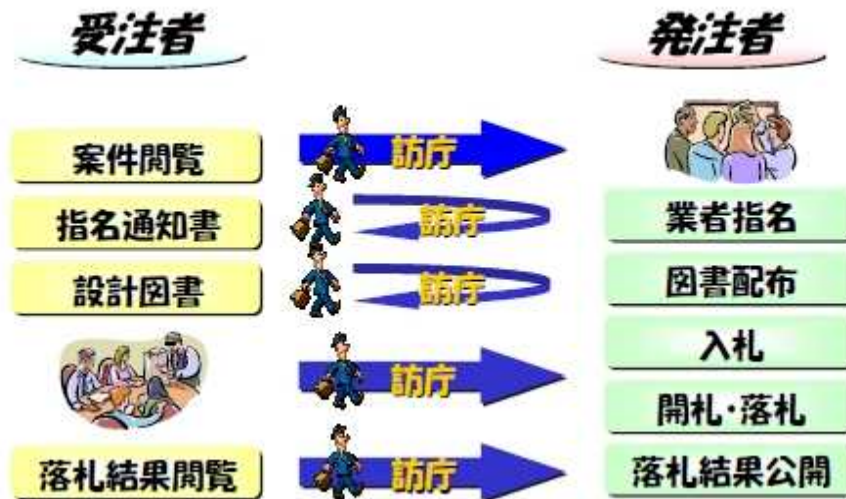 受注者
発注者
案件閲覧
訪庁
指名通知書
訪庁
業者指名
設計図書
訪庁
図書配布
訪庁
入札
開札・落札
落札結果閲覧
訪庁
落札結果公開